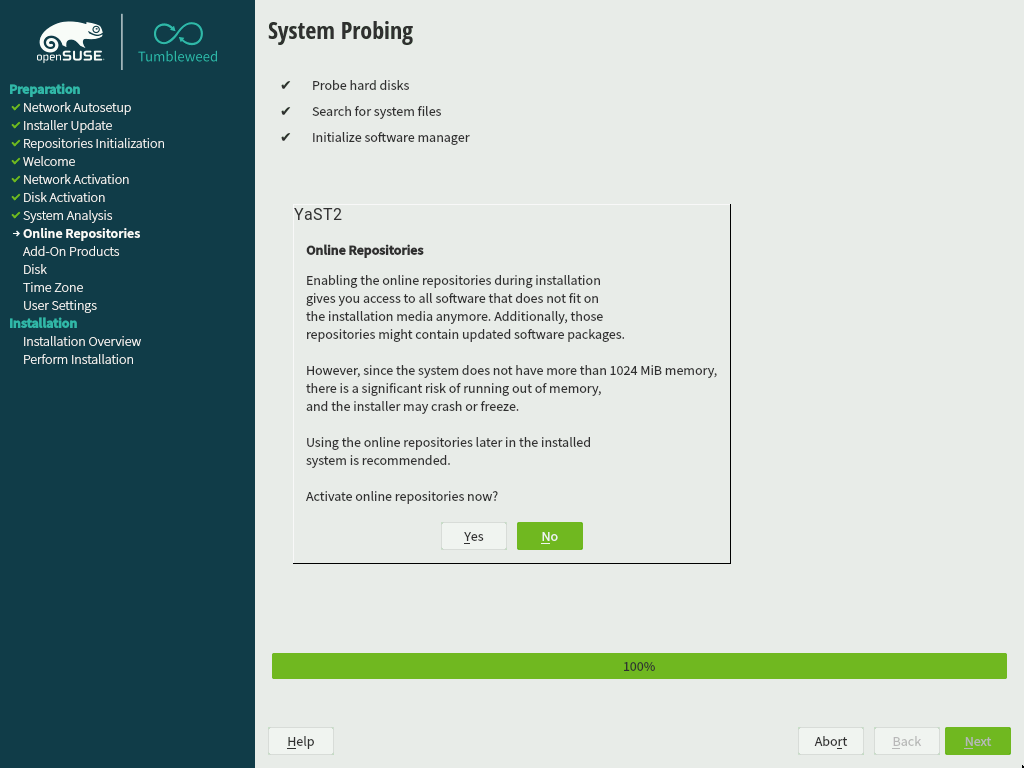 openSUSE
Tumbleweed
Preparation
Network Autosetup
Installer Update
Repositories Initialization
Welcome
Network Activation
Disk Activation
System Analysis
Online Repositories
Add-On Products
Disk
Time Zone
User Settings
Installation
Installation Overview
Perform Installation
System Probing
Probe hard disks
Search for system files
Initialize software manager
YaST2
Online Repositories
Enabling the online repositories during installation
gives you access to all software that does not fit on
the installation media anymore. Additionally, those
repositories might contain updated software packages.
However, since the system does not have more than 1024 MiB memory,
there is a significant risk of running out of memory,
and the installer may crash or freeze.
Using the online repositories later in the installed
system is recommended.
Activate online repositories now?
Yes No
100%
Help Abort Back Next